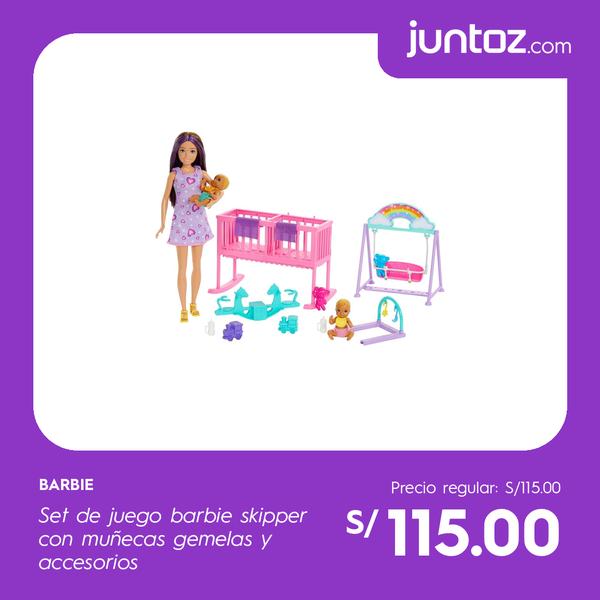 juntoz.com
BARBIE
Set de juego barbie skipper
con muñecas gemelas y
accesorios
Precio regular: S/115.00
S/ 115.00